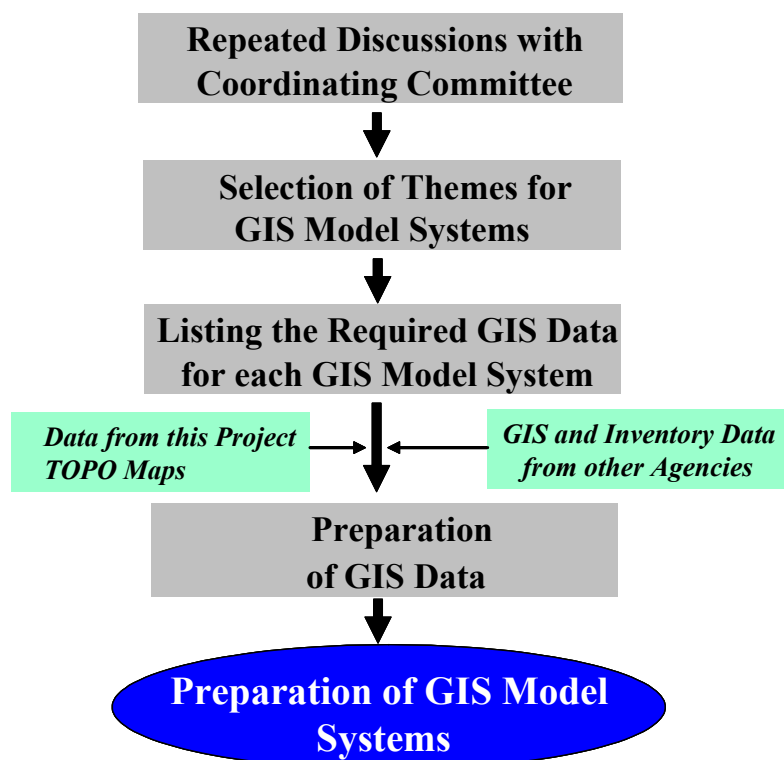 Repeated Discussions with
Coordinating Committee
Selection of Themes for
GIS Model Systems
Listing the Required GIS Data
for each GIS Model System
Data from this Project
TOPO Maps
GIS and Inventory Data
from other Agencies
Preparation
of GIS Data
Preparation of GIS Model
Systems